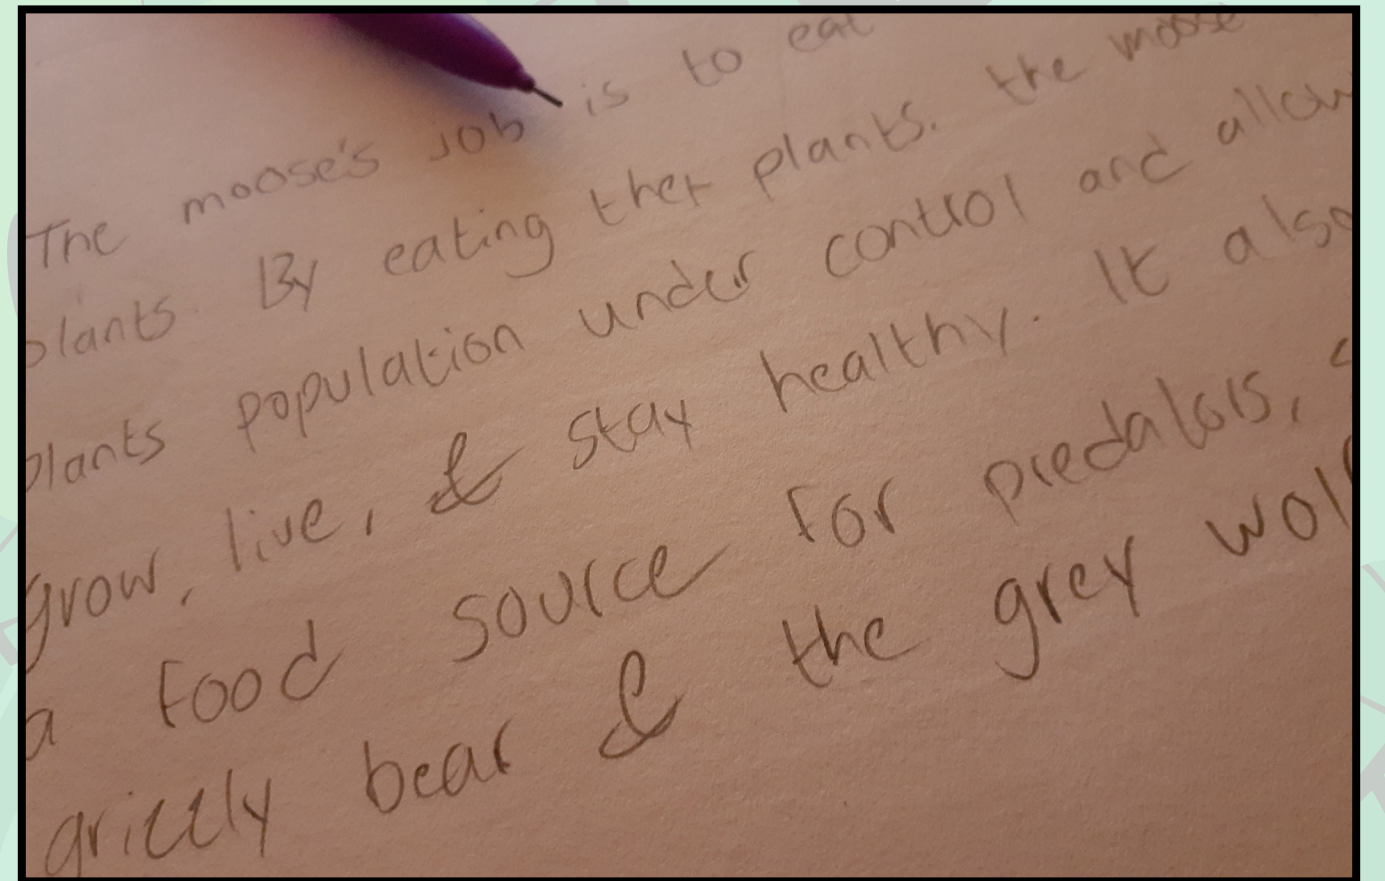 The moose's job is to eat
plants. By eating ther plants. the moose
plants population under control and allow
grow, live, & stay healthy. It also
a food source for predators,
grizzly bear & the grey wolf